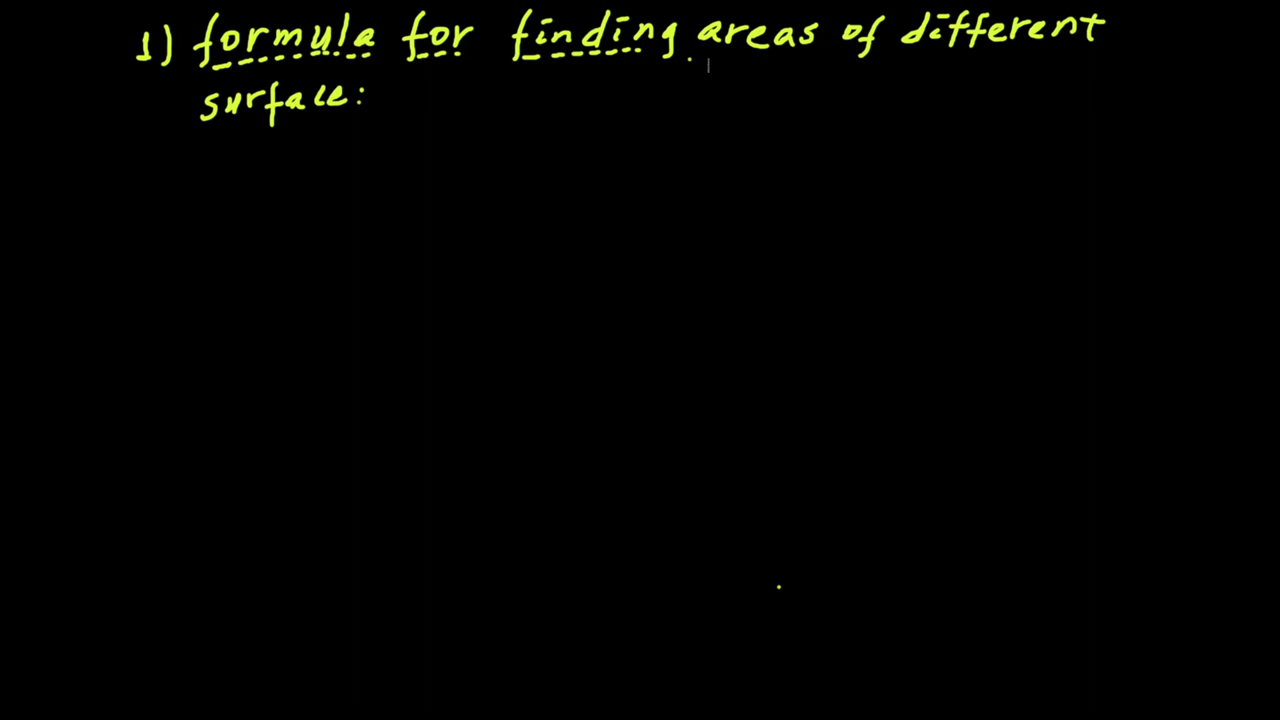 1) formula for finding areas of different
surface: